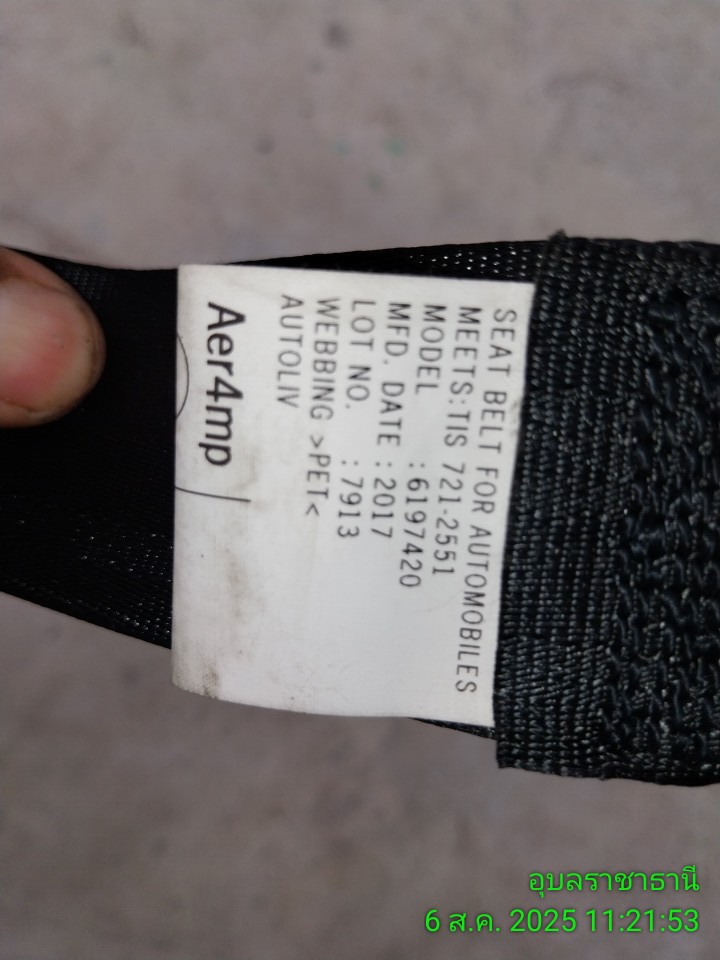 SEAT BELT FOR AUTOMOBILES
MEETS:TIS 721-2551
MODEL :6197420
MFD. DATE :2017
LOT NO. :7913
WEBBING >PET<
AUTOLIV
Aer4mp
อุบลราชาธานี
6 ส.ค. 2025 11:21:53